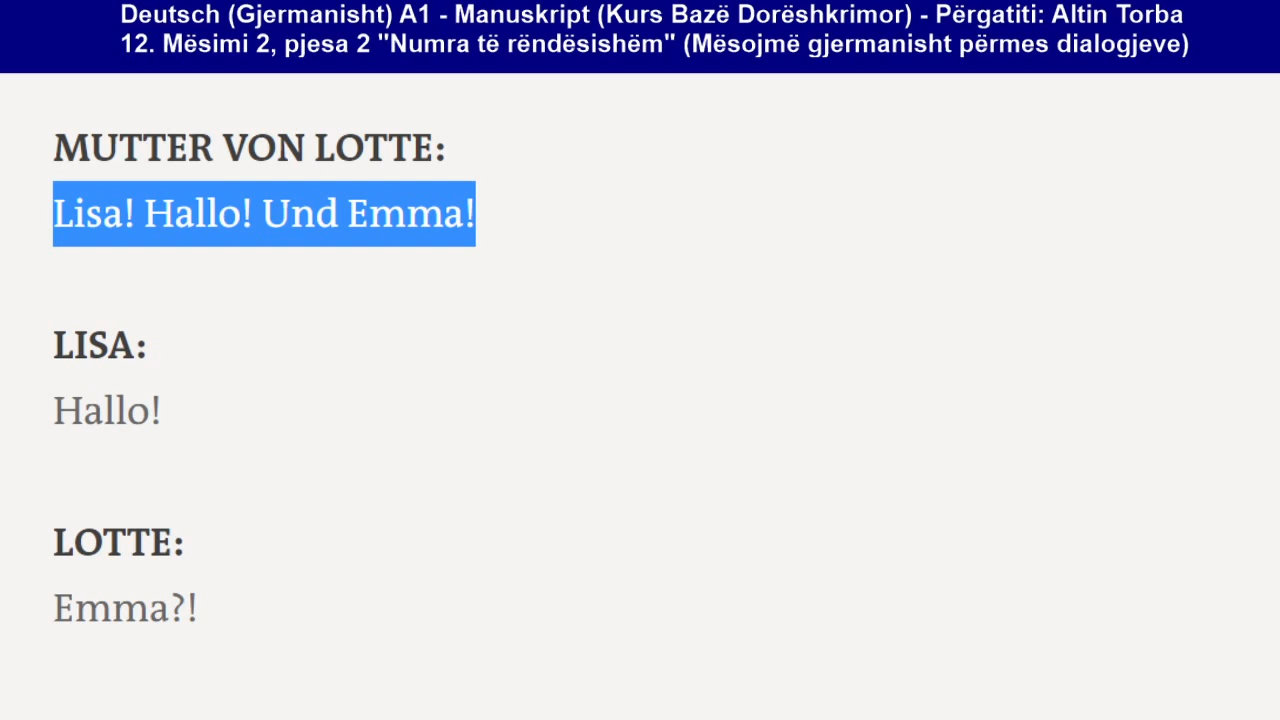 Deutsch (Gjermanisht) A1 - Manuskript (Kurs Bazë Dorëshkrimor) - Përgatiti: Altin Torba
12. Mësimi 2, pjesa 2 "Numra të rëndësishëm" (Mësojmë gjermanisht përmes dialogjeve)
MUTTER VON LOTTE:
Lisa! Hallo! Und Emma!
LISA:
Hallo!
LOTTE:
Emma?!